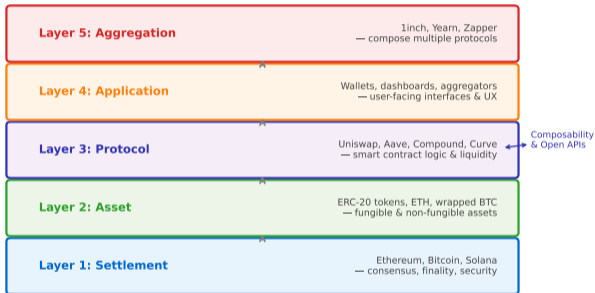 Layer 5: Aggregation
1inch, Yearn, Zapper
— compose multiple protocols
Layer 4: Application
Wallets, dashboards, aggregators
— user-facing interfaces & UX
Layer 3: Protocol
Uniswap, Aave, Compound, Curve
— smart contract logic & liquidity
Composability
& Open APIs
Layer 2: Asset
ERC-20 tokens, ETH, wrapped BTC
— fungible & non-fungible assets
Layer 1: Settlement
Ethereum, Bitcoin, Solana
— consensus, finality, security